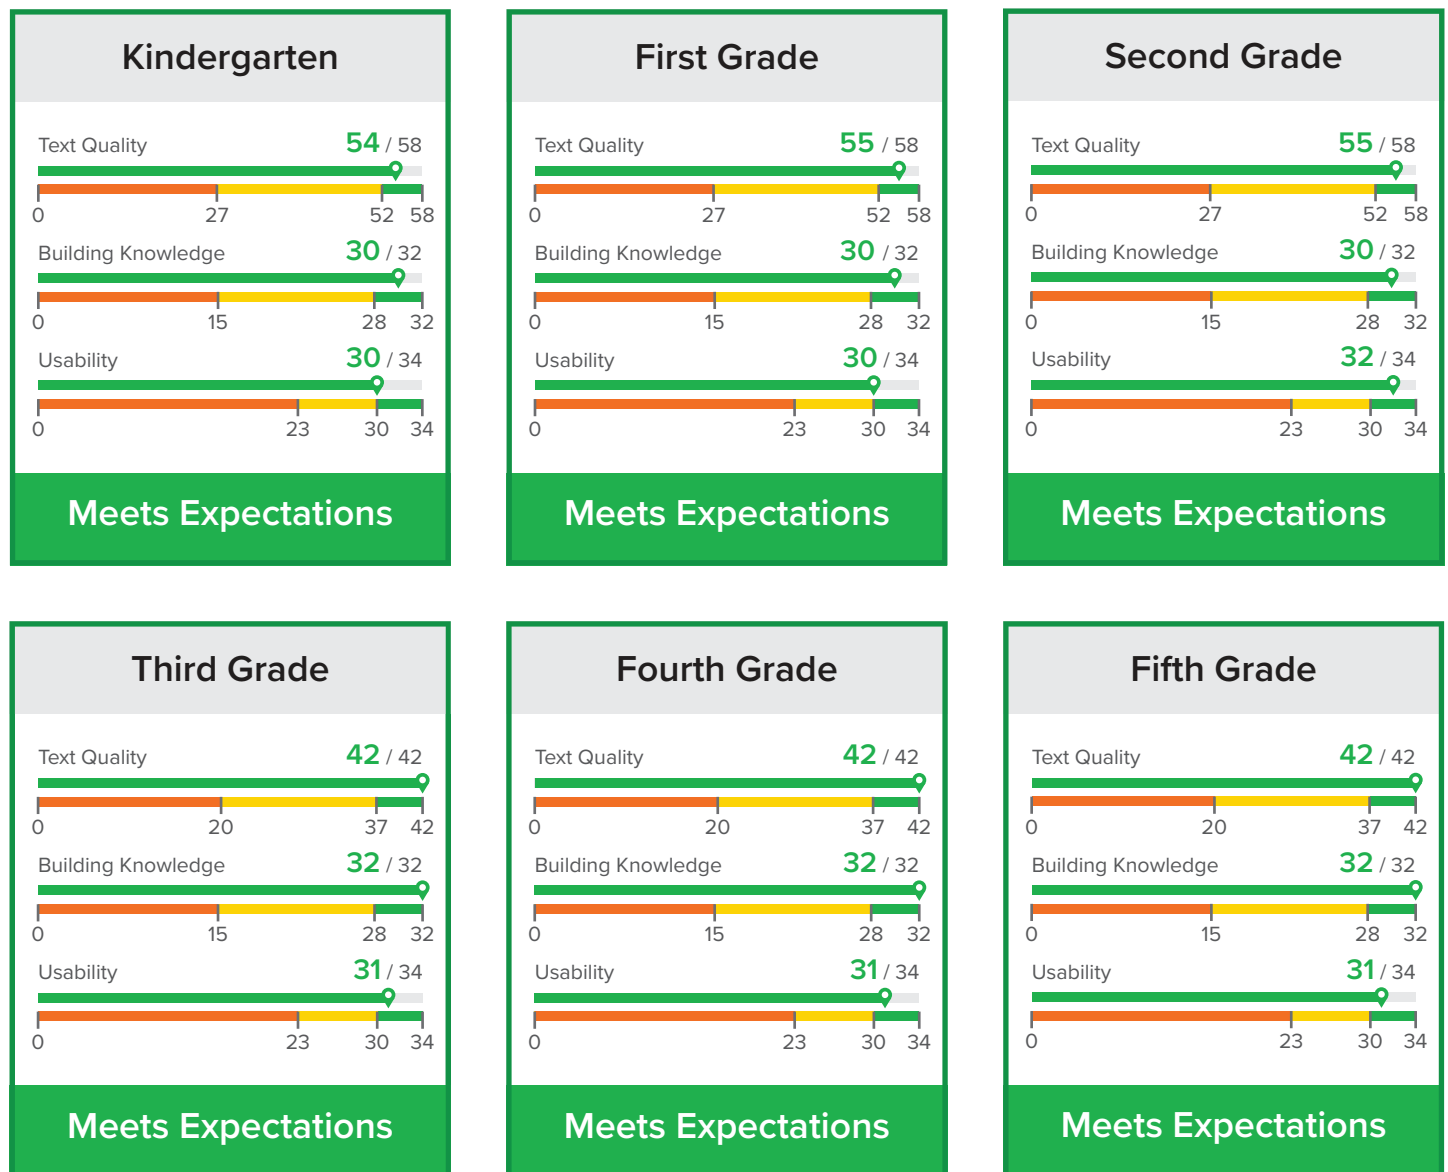 Kindergarten
Text Quality 54 / 58
0 27 52 58
Building Knowledge 30 / 32
0 15 28 32
Usability 30 / 34
0 23 30 34
Meets Expectations
First Grade
Text Quality 55 / 58
0 27 52 58
Building Knowledge 30 / 32
0 15 28 32
Usability 30 / 34
0 23 30 34
Meets Expectations
Second Grade
Text Quality 55 / 58
0 27 52 58
Building Knowledge 30 / 32
0 15 28 32
Usability 32 / 34
0 23 30 34
Meets Expectations
Third Grade
Text Quality 42 / 42
0 20 37 42
Building Knowledge 32 / 32
0 15 28 32
Usability 31 / 34
0 23 30 34
Meets Expectations
Fourth Grade
Text Quality 42 / 42
0 20 37 42
Building Knowledge 32 / 32
0 15 28 32
Usability 31 / 34
0 23 30 34
Meets Expectations
Fifth Grade
Text Quality 42 / 42
0 20 37 42
Building Knowledge 32 / 32
0 15 28 32
Usability 31 / 34
0 23 30 34
Meets Expectations